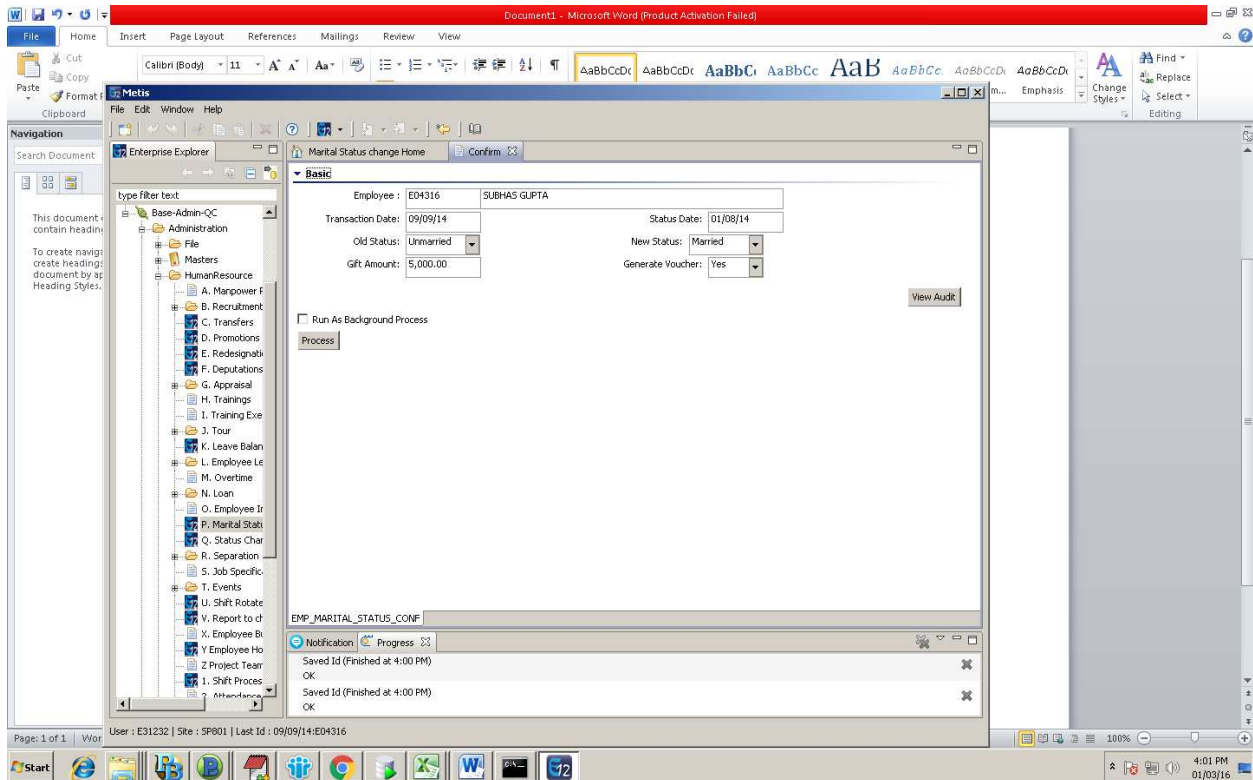 Document1 - Microsoft Word (Product Activation Failed)
File Home Insert Page Layout References Mailings Review View
Cut
Copy
Paste
Format
Clipboard
Calibri (Body) 11
AaBbCcDc AaBbCcDc AaBbC AaBbCc AaB AaBbCc. AaBbCcDc AaBbCcDc
Emphasis
Change Styles
Find
Replace
Select
Editing
Navigation
Search Document
This document
contain headin
To create naviga
create headings
document by ap
Heading Styles.
Metis
File Edit Window Help
Enterprise Explorer
type filter text
Base-Admin-QC
Administration
File
Masters
HumanResource
A. Manpower P
B. Recruitment
C. Transfers
D. Promotions
E. Redesignati
F. Deputations
G. Appraisal
H. Trainings
I. Training Exe
J. Tour
K. Leave Balan
L. Employee Le
M. Overtime
N. Loan
O. Employee In
P. Marital Statu
Q. Status Char
R. Separation
S. Job Specific
T. Events
U. Shift Rotate
V. Report to ch
X. Employee Bu
Y Employee Ho
Z Project Team
1. Shift Proces
2. Attendance
Marital Status change Home Confirm
Basic
Employee : E04316 SUBHAS GUPTA
Transaction Date: 09/09/14 Status Date: 01/08/14
Old Status: Unmarried New Status: Married
Gift Amount: 5,000.00 Generate Voucher: Yes
View Audit
Run As Background Process
Process
EMP_MARITAL_STATUS_CONF
Notification Progress
Saved Id (Finished at 4:00 PM)
OK
Saved Id (Finished at 4:00 PM)
OK
User : E31232 | Site : SP801 | Last Id : 09/09/14:E04316
Page: 1 of 1 Wor
100%
Start
4:01 PM
01/03/16